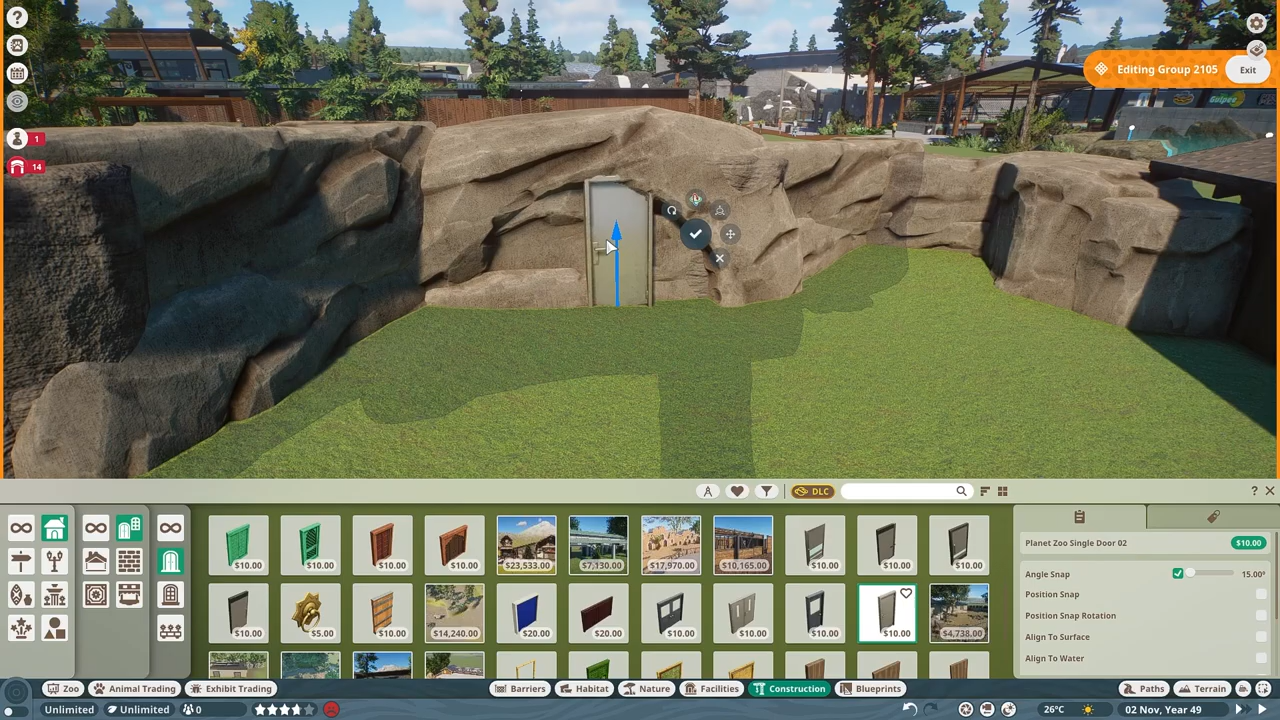 ?
Editing Group 2105
Exit
Gulpee
1
14
DLC
?
$10.00
$10.00
$10.00
$10.00
$23,533.00
$7,130.00
$17,970.00
$10,165.00
$10.00
$10.00
$10.00
$10.00
$5.00
$10.00
$14,240.00
$20.00
$20.00
$10.00
$10.00
$10.00
$10.00
$4,738.00
Planet Zoo Single Door 02
$10.00
Angle Snap
15.00°
Position Snap
Position Snap Rotation
Align To Surface
Align To Water
Zoo
Animal Trading
Exhibit Trading
Barriers
Habitat
Nature
Facilities
Construction
Blueprints
Paths
Terrain
Unlimited
Unlimited
0
26°C
02 Nov, Year 49